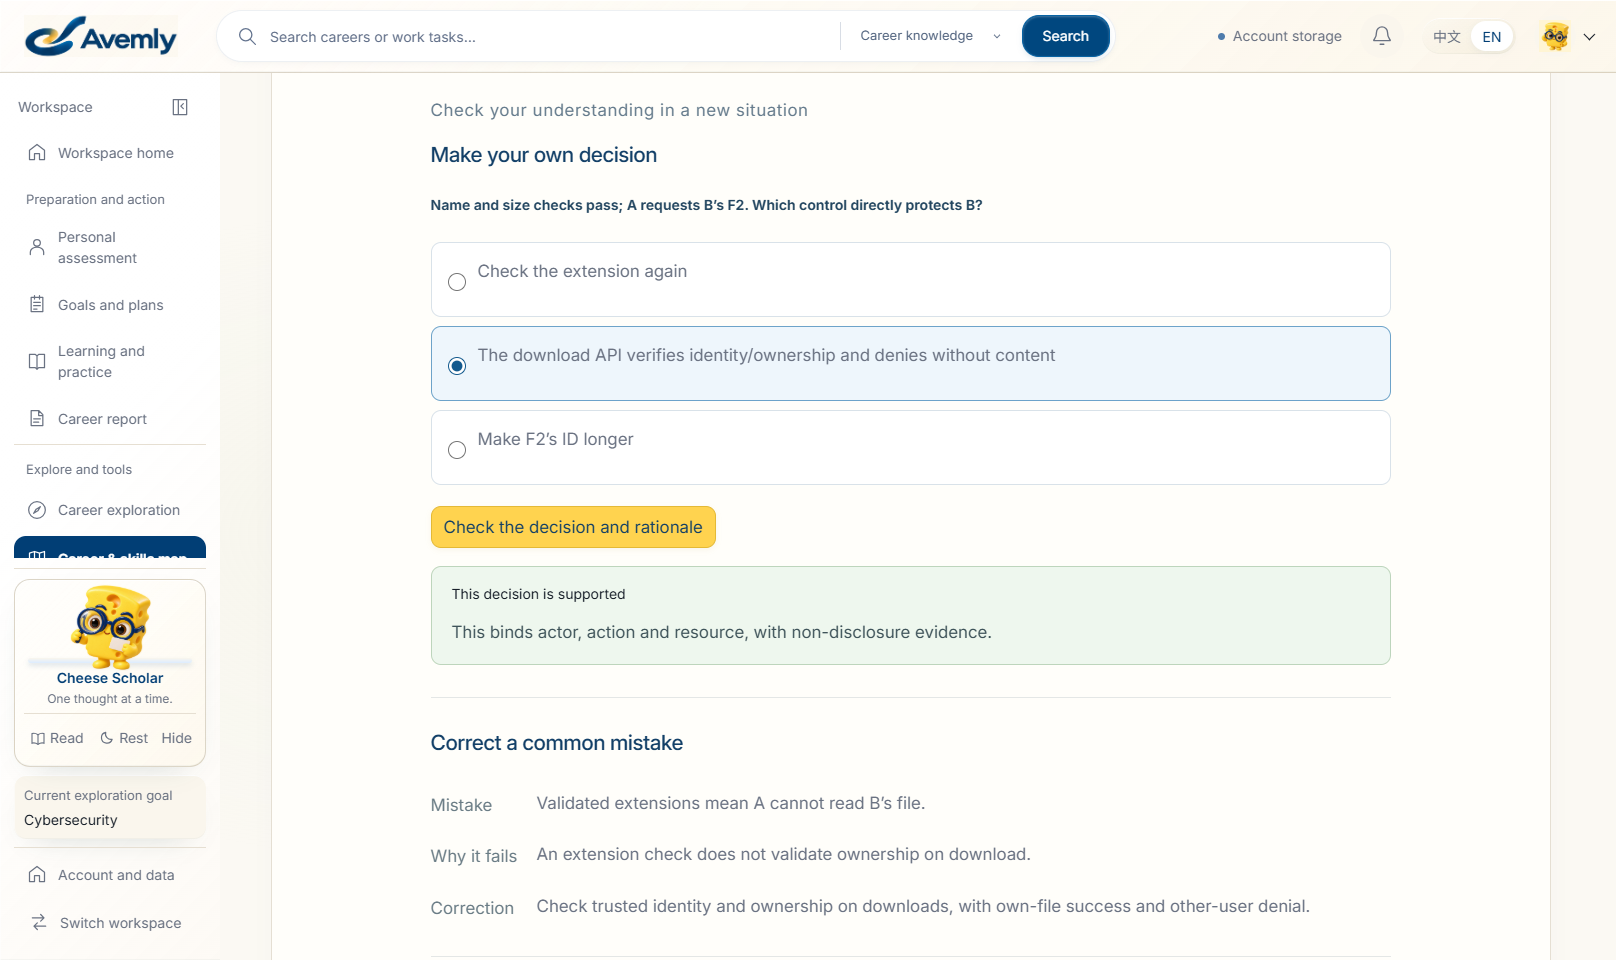 Avemly
Search careers or work tasks...
Career knowledge
Search
Account storage
中文
EN
Workspace
Workspace home
Preparation and action
Personal
assessment
Goals and plans
Learning and
practice
Career report
Explore and tools
Career exploration
Career & skills map
Cheese Scholar
One thought at a time.
Read
Rest
Hide
Current exploration goal
Cybersecurity
Account and data
Switch workspace
Check your understanding in a new situation
Make your own decision
Name and size checks pass; A requests B’s F2. Which control directly protects B?
Check the extension again
The download API verifies identity/ownership and denies without content
Make F2’s ID longer
Check the decision and rationale
This decision is supported
This binds actor, action and resource, with non-disclosure evidence.
Correct a common mistake
Mistake
Validated extensions mean A cannot read B’s file.
Why it fails
An extension check does not validate ownership on download.
Correction
Check trusted identity and ownership on downloads, with own-file success and other-user denial.